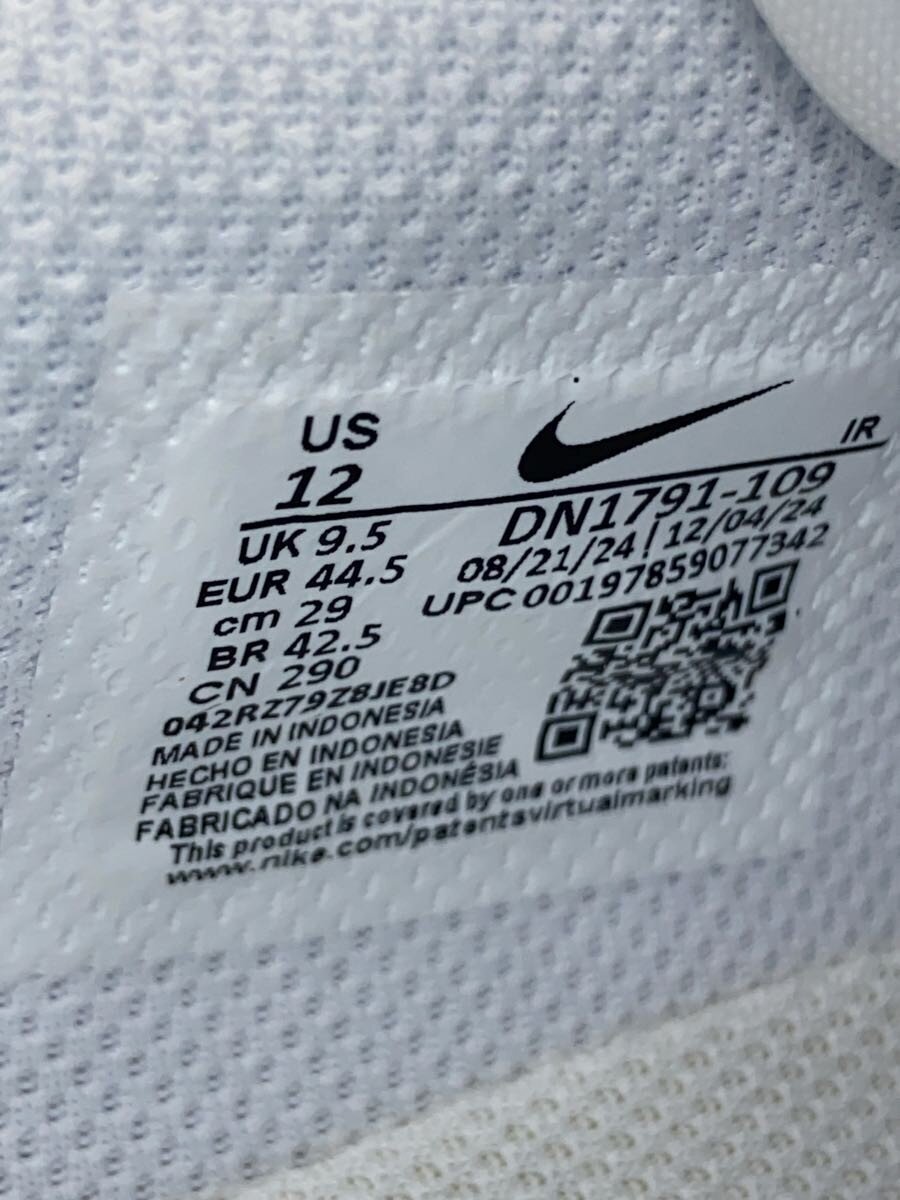 US
12
IR
UK 9.5
EUR 44.5
cm 29
BR 42.5
CN 290
DN1791-109
08/21/24 | 12/04/24
UPC 00197859077342
042RZ79Z8JE8D
MADE IN INDONESIA
HECHO EN INDONESIA
FABRIQUE EN INDONESIE
FABRICADO NA INDONÉSIA
This product is covered by one or more patents:
www.nike.com/patentsvirtualmarking